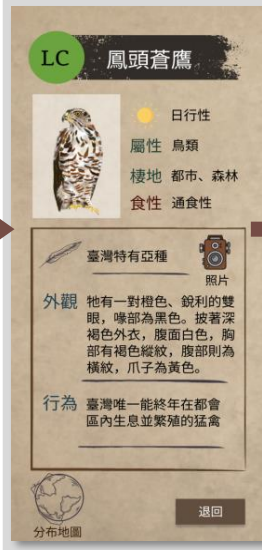 LC 鳳頭蒼鷹
日行性
屬性 鳥類
棲地 都市、森林
食性 通食性
臺灣特有亞種
照片
外觀 牠有一對橙色、銳利的雙
眼，喙部為黑色。披著深
褐色外衣，腹面白色，胸
部有褐色縱紋，腹部則為
橫紋，爪子為黃色。
行為 臺灣唯一能終年在都會
區內生息並繁殖的猛禽
分布地圖
退回